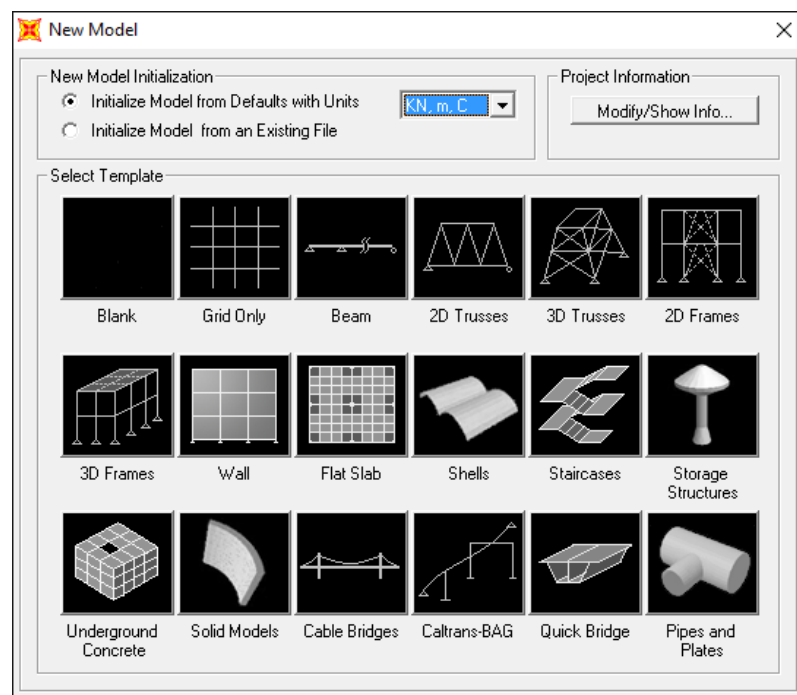 New Model
New Model Initialization
Project Information
Initialize Model from Defaults with Units
KN, m, C
Modify/Show Info...
Initialize Model from an Existing File
Select Template
Blank
Grid Only
Beam
2D Trusses
3D Trusses
2D Frames
3D Frames
Wall
Flat Slab
Shells
Staircases
Storage
Structures
Underground
Concrete
Solid Models
Cable Bridges
Caltrans-BAG
Quick Bridge
Pipes and
Plates